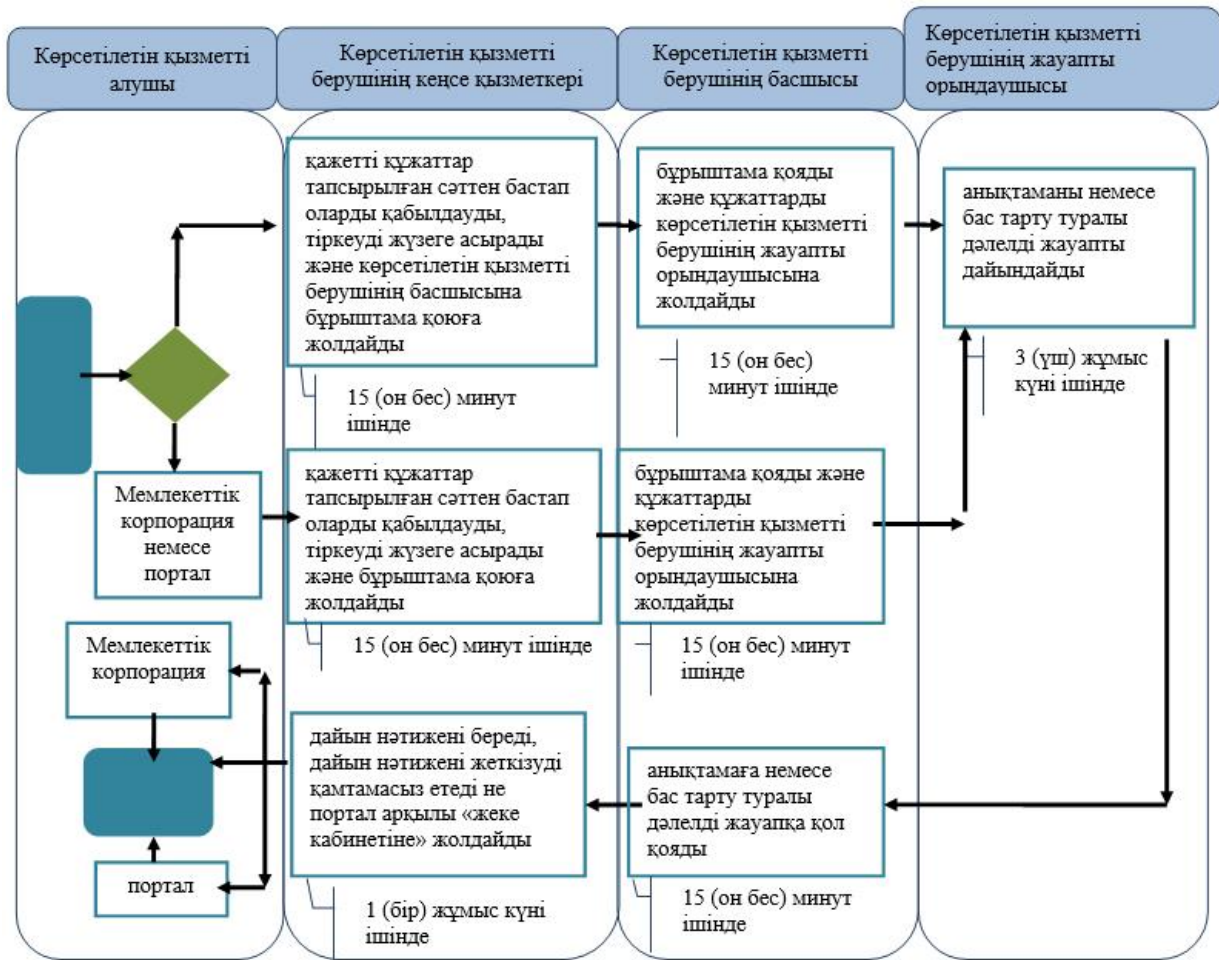 Көрсетілетін қызметті
алушы
Көрсетілетін қызметті
берушінің кеңсе қызметкері
Көрсетілетін қызметті
берушінің басшысы
Көрсетілетін қызметті
берушінің жауапты
орындаушысы
қажетті құжаттар
тапсырылған сәттен бастап
оларды қабылдауды,
тіркеуді жүзеге асырады
және көрсетілетін қызметті
берушінің басшысына
бұрыштама қоюға
жолдайды
15 (он бес) минут
ішінде
бұрыштама қояды
және құжаттарды
көрсетілетін қызметті
берушінің жауапты
орындаушысына
жолдайды
15 (он бес)
минут ішінде
анықтаманы немесе
бас тарту туралы
дәлелді жауапты
дайындайды
3 (үш) жұмыс
күні ішінде
Мемлекеттік
корпорация
немесе
портал
қажетті құжаттар
тапсырылған сәттен бастап
оларды қабылдауды,
тіркеуді жүзеге асырады
және бұрыштама қоюға
жолдайды
15 (он бес) минут ішінде
бұрыштама қояды және
құжаттарды
көрсетілетін қызметті
берушінің жауапты
орындаушысына
жолдайды
15 (он бес) минут
ішінде
Мемлекеттік
корпорация
портал
дайын нәтижені береді,
дайын нәтижені жеткізуді
қамтамасыз етеді не
портал арқылы «жеке
кабинетіне» жолдайды
1 (бір) жұмыс күні
ішінде
анықтамаға немесе
бас тарту туралы
дәлелді жауапқа қол
қояды
15 (он бес) минут
ішінде